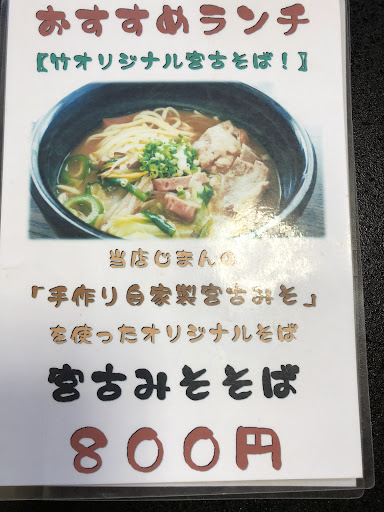 おすすめランチ
〖竹オリジナル宮古そば！〗
当店じまんの
「手作り自家製宮古みそ」
を使ったオリジナルそば
宮古みそそば
800円